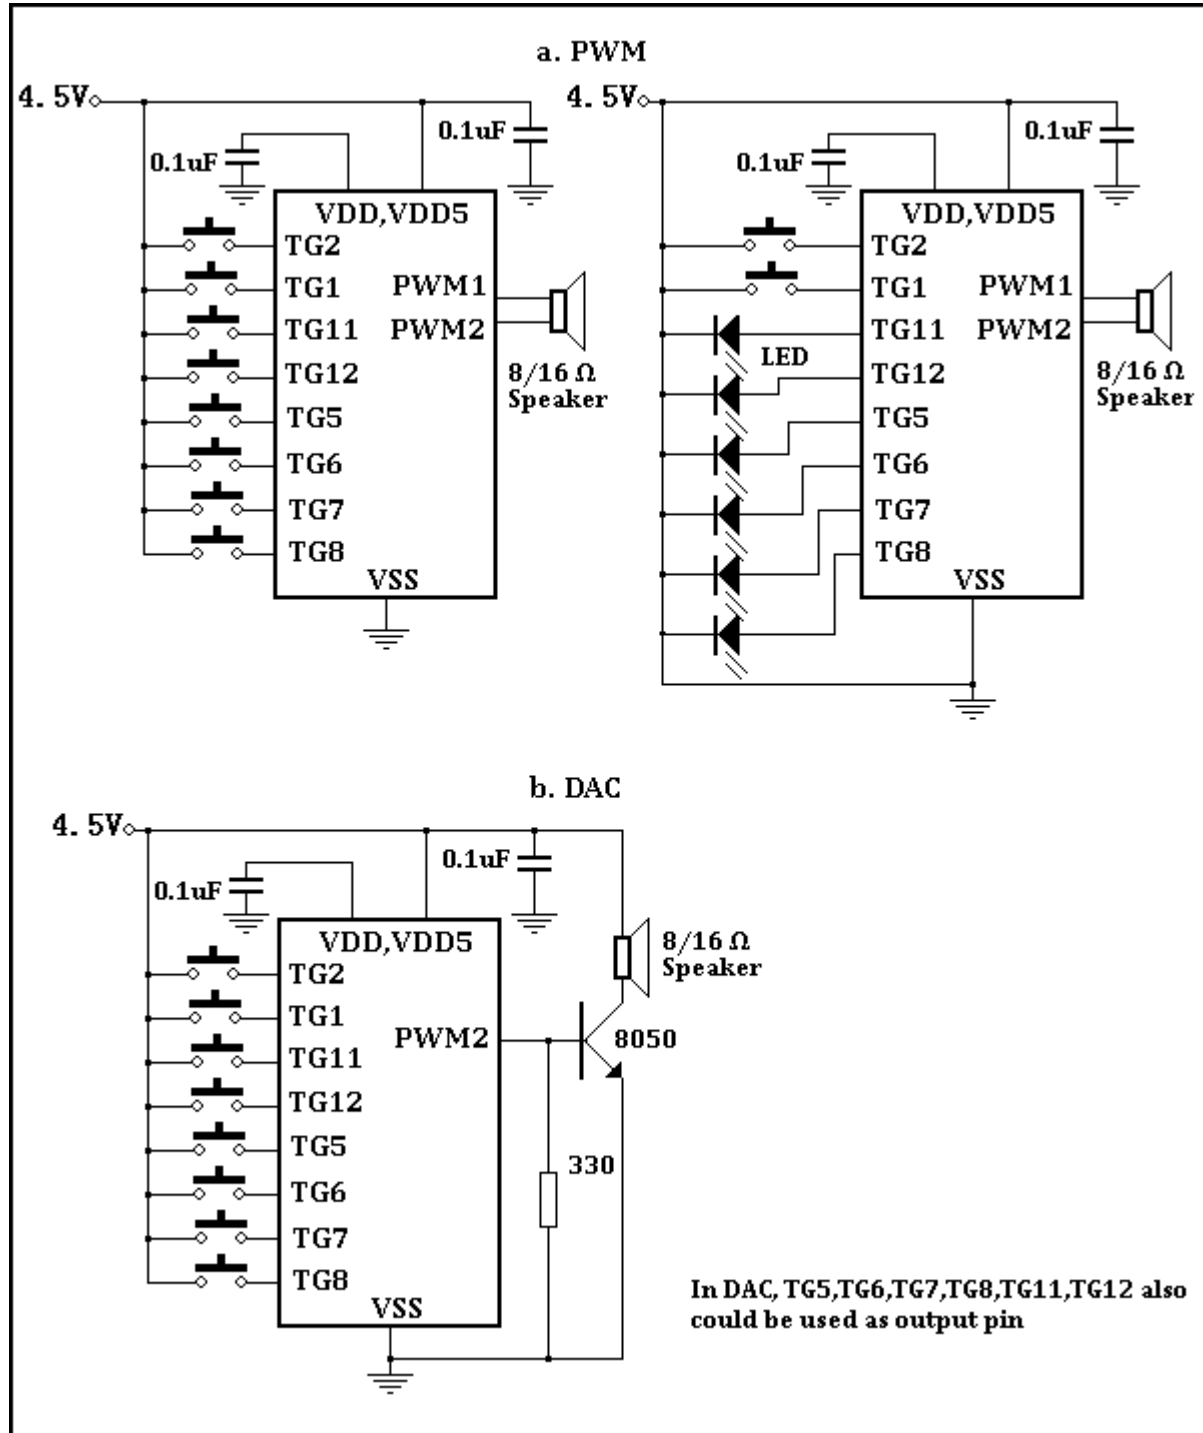 a. PWM
4. 5V
0.1uF
0.1uF
VDD,VDD5
TG2
TG1
TG11
TG12
TG5
TG6
TG7
TG8
PWM1
PWM2
VSS
8/16 Ω
Speaker
4. 5V
0.1uF
0.1uF
VDD,VDD5
TG2
TG1
TG11
TG12
TG5
TG6
TG7
TG8
LED
PWM1
PWM2
VSS
8/16 Ω
Speaker
b. DAC
4. 5V
0.1uF
0.1uF
VDD,VDD5
TG2
TG1
TG11
TG12
TG5
TG6
TG7
TG8
PWM2
VSS
8/16 Ω
Speaker
8050
330
In DAC, TG5,TG6,TG7,TG8,TG11,TG12 also
could be used as output pin